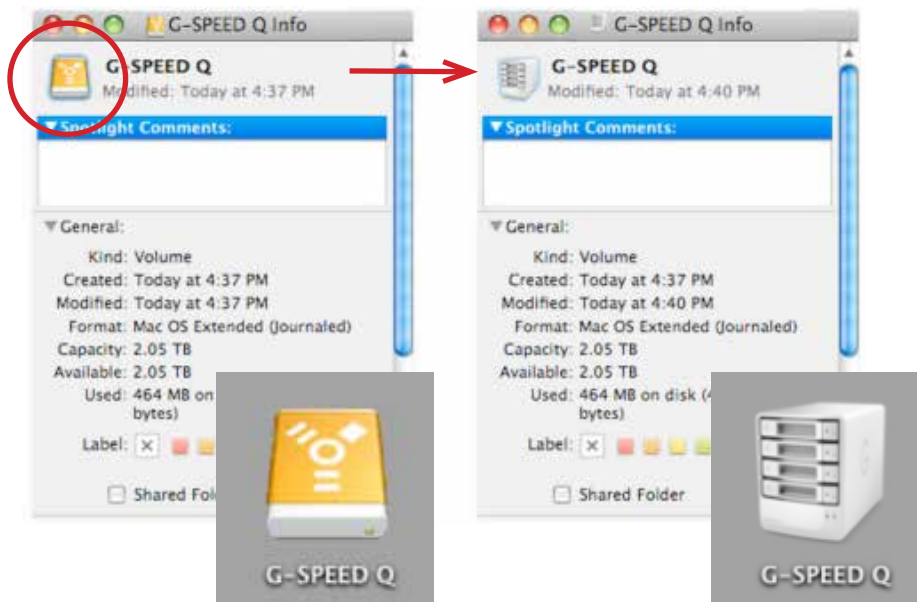 G-SPEED Q Info
G-SPEED Q
Modified: Today at 4:37 PM
Spotlight Comments:
General:
Kind: Volume
Created: Today at 4:37 PM
Modified: Today at 4:37 PM
Format: Mac OS Extended (Journaled)
Capacity: 2.05 TB
Available: 2.05 TB
Used: 464 MB on
bytes)
Label:
Shared Fol
G-SPEED Q
G-SPEED Q Info
G-SPEED Q
Modified: Today at 4:40 PM
Spotlight Comments:
General:
Kind: Volume
Created: Today at 4:37 PM
Modified: Today at 4:40 PM
Format: Mac OS Extended (Journaled)
Capacity: 2.05 TB
Available: 2.05 TB
Used: 464 MB on disk (4
bytes)
Label:
Shared Folder
G-SPEED Q